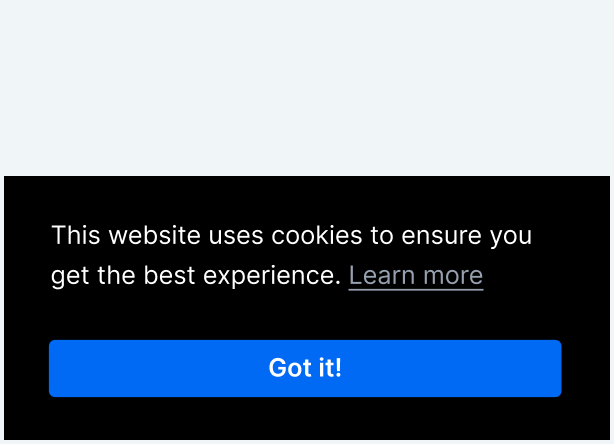 This website uses cookies to ensure you
get the best experience. Learn more
Got it!